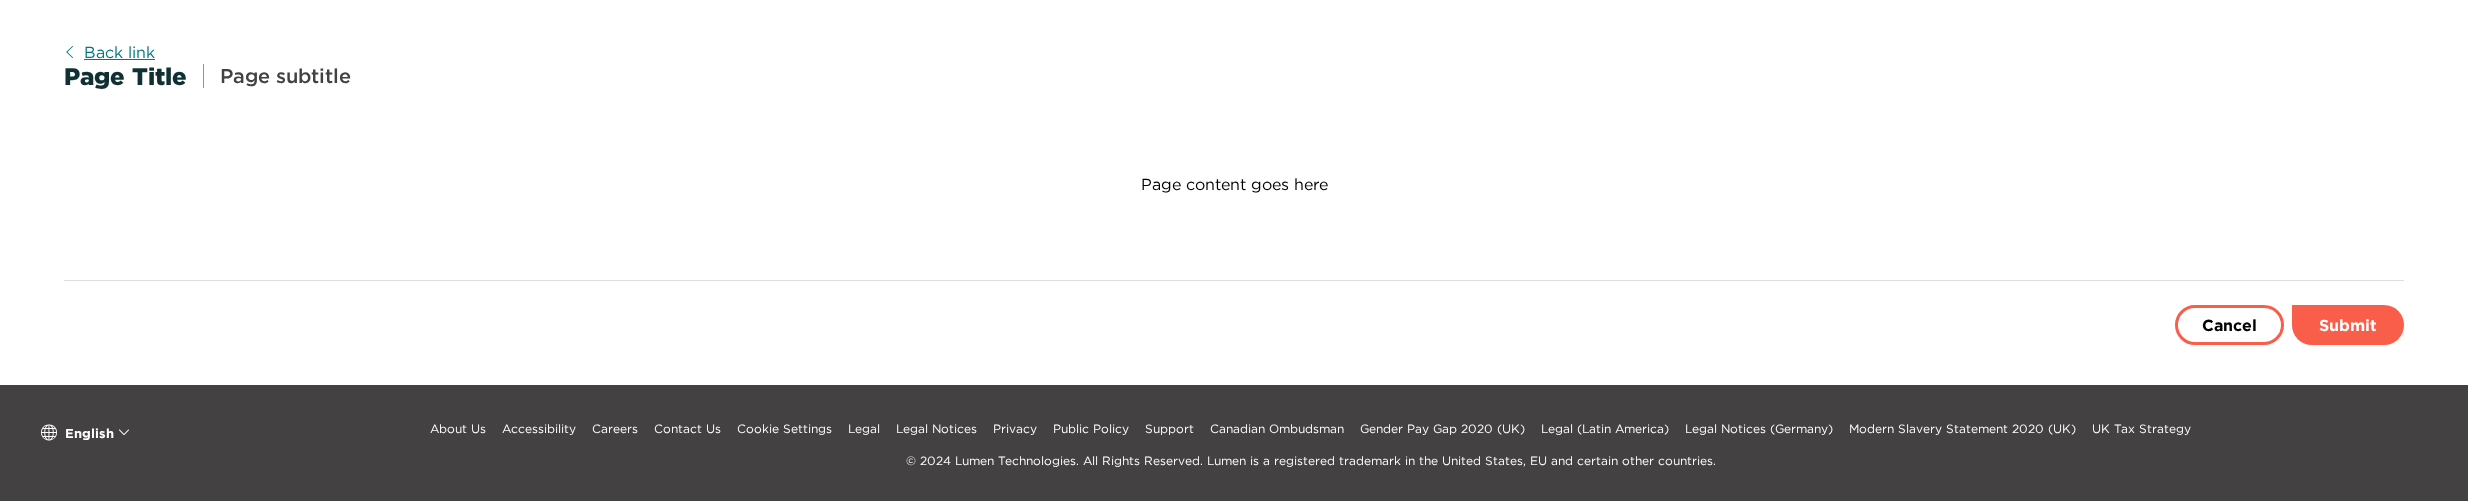 Back link
Page Title Page subtitle
Page content goes here
Cancel Submit
English About Us Accessibility Careers Contact Us Cookie Settings Legal Legal Notices Privacy Public Policy Support Canadian Ombudsman Gender Pay Gap 2020 (UK) Legal (Latin America) Legal Notices (Germany) Modern Slavery Statement 2020 (UK) UK Tax Strategy
© 2024 Lumen Technologies. All Rights Reserved. Lumen is a registered trademark in the United States, EU and certain other countries.